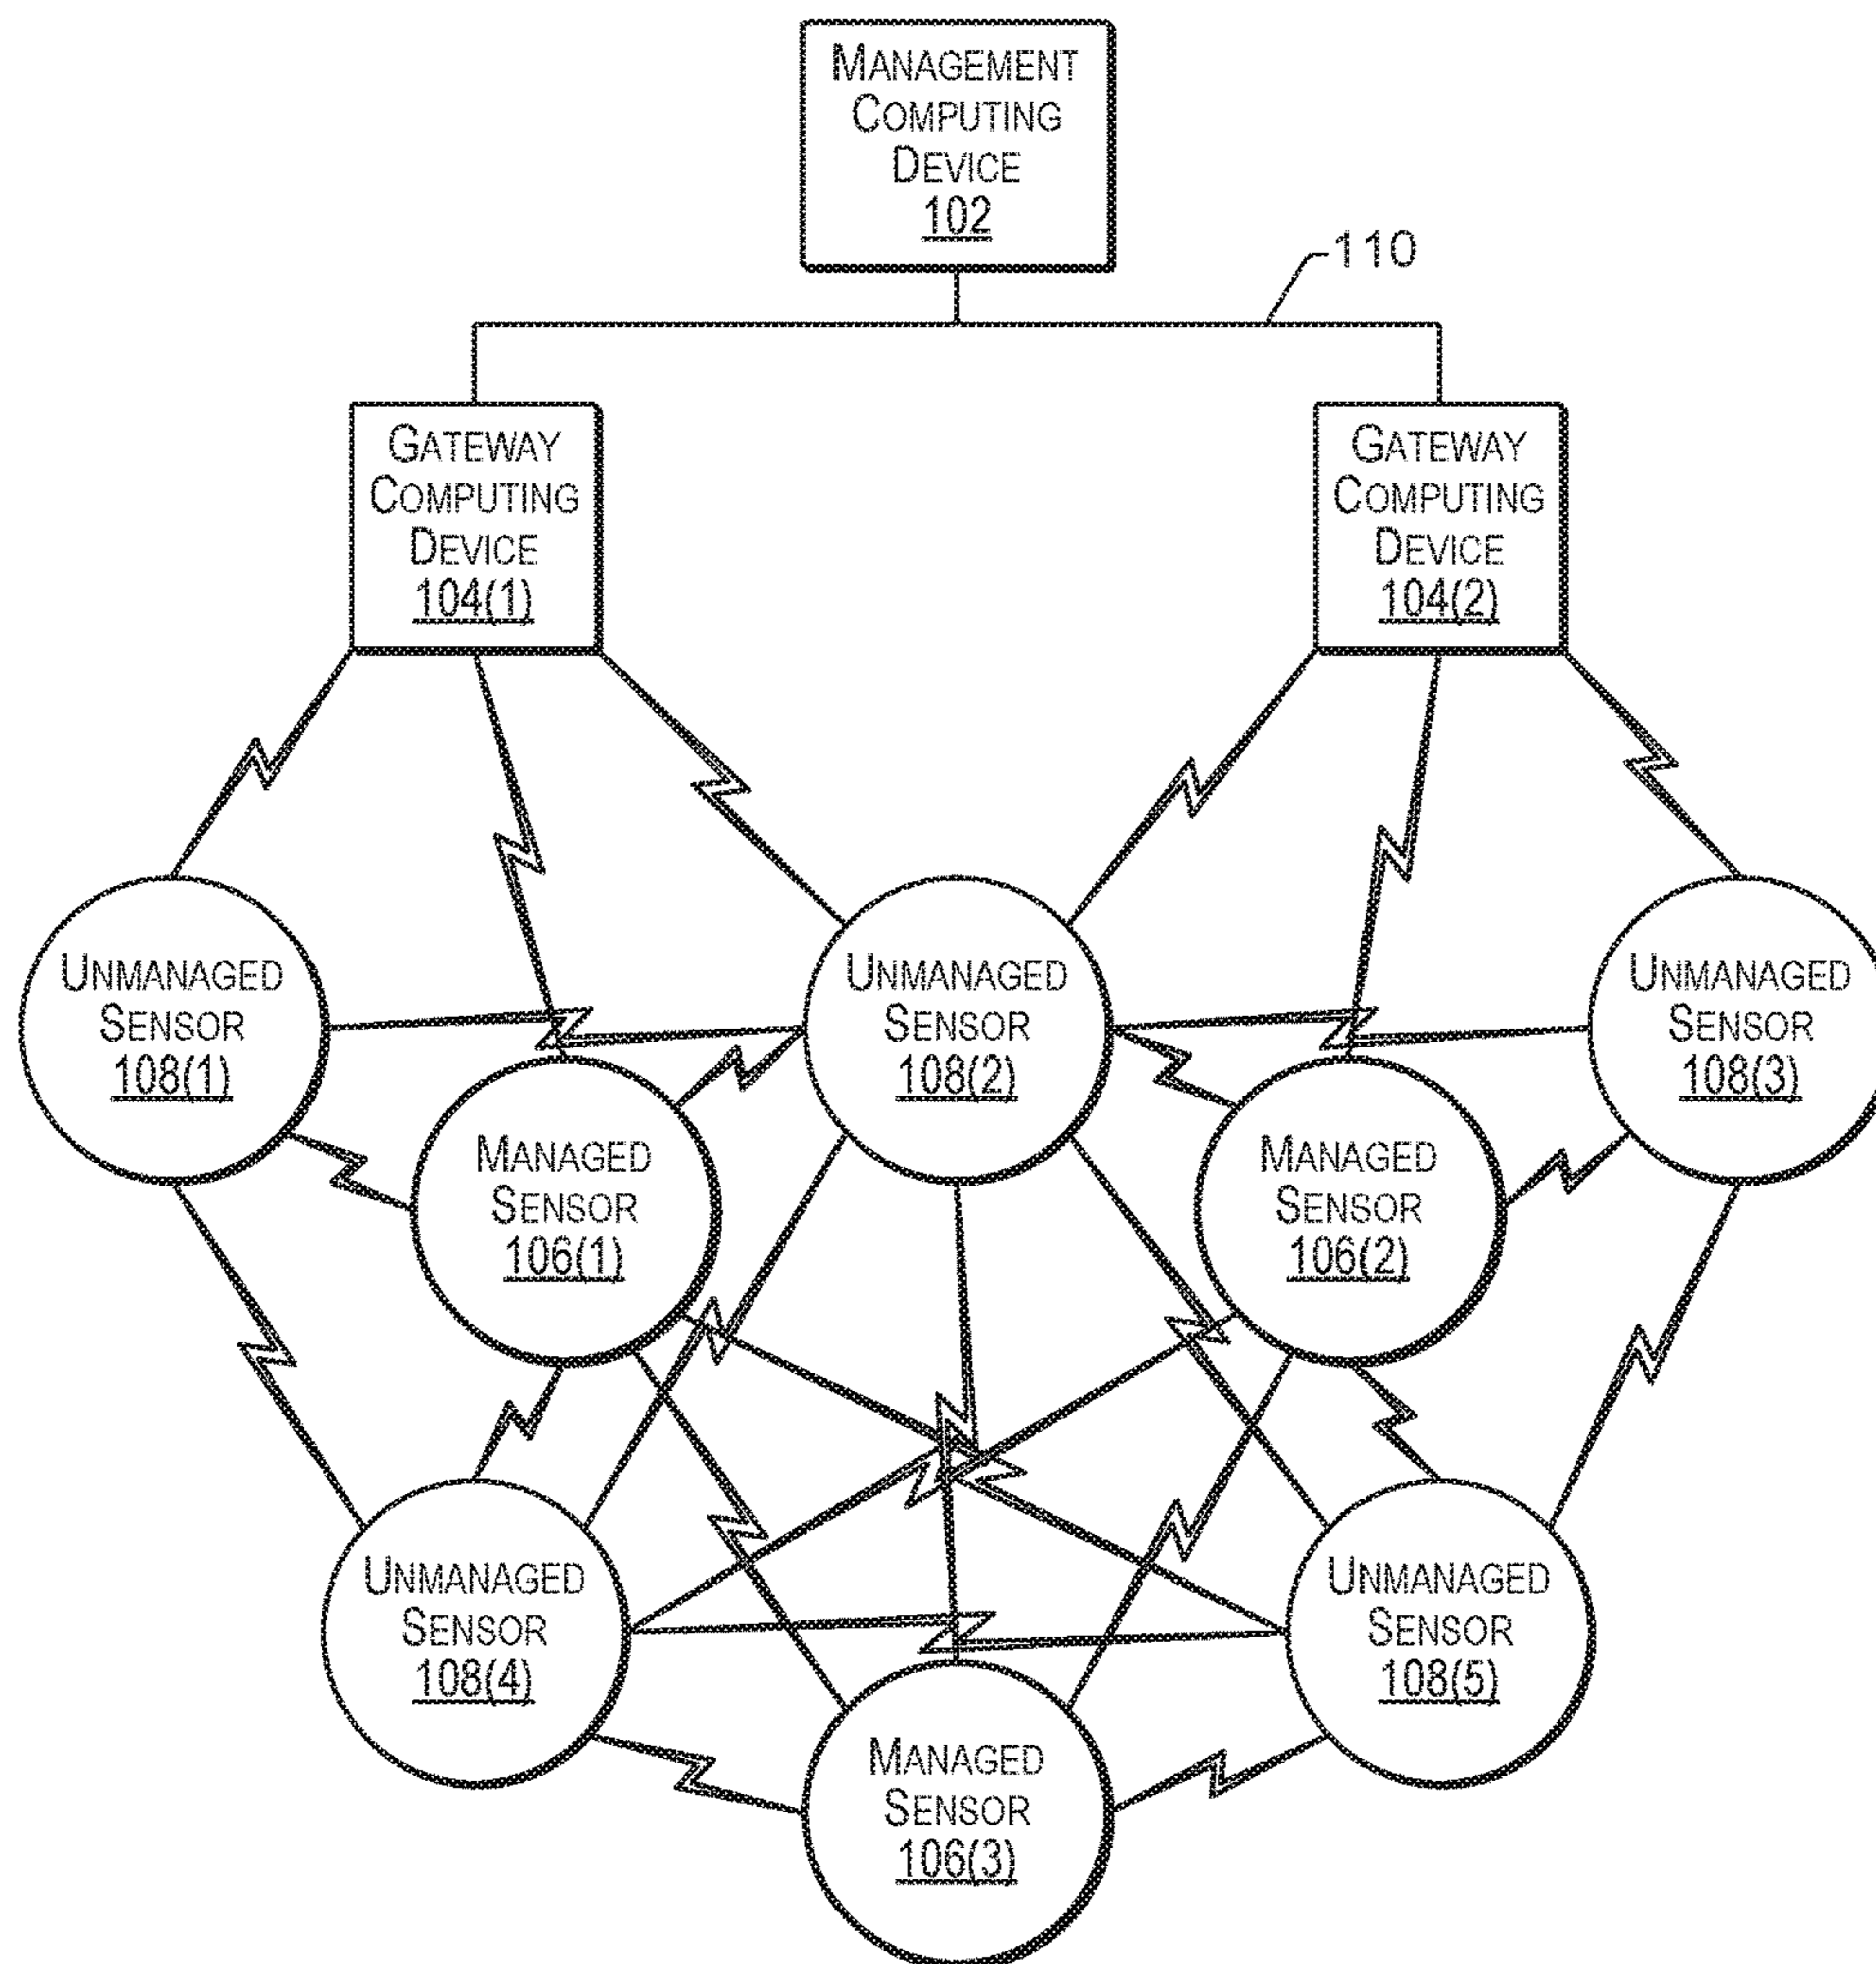 MANAGEMENT
COMPUTING
DEVICE
102
110
GATEWAY
COMPUTING
DEVICE
104(1)
GATEWAY
COMPUTING
DEVICE
104(2)
UNMANAGED
SENSOR
108(1)
UNMANAGED
SENSOR
108(2)
UNMANAGED
SENSOR
108(3)
MANAGED
SENSOR
106(1)
MANAGED
SENSOR
106(2)
UNMANAGED
SENSOR
108(4)
UNMANAGED
SENSOR
108(5)
MANAGED
SENSOR
106(3)